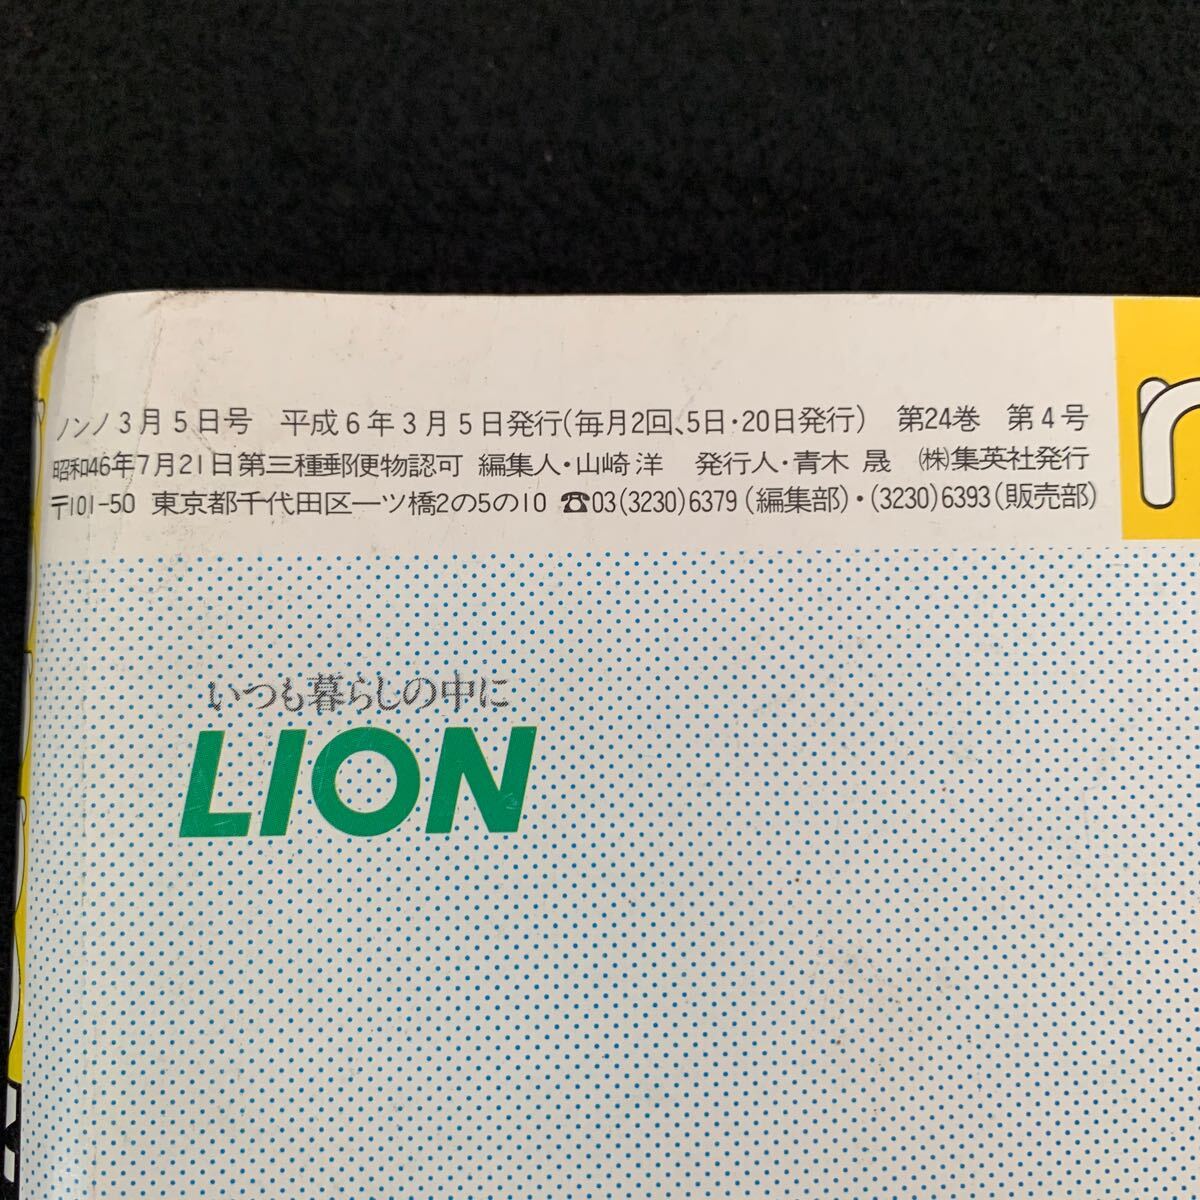 ノンノ3月5日号 平成6年3月5日発行(毎月2回、5日・20日発行) 第24巻 第4号
昭和46年7月21日第三種郵便物認可 編集人・山崎洋 発行人・青木 晟 ㈱集英社発行
〒101-50 東京都千代田区一ツ橋2の5の10 ☎03(3230)6379(編集部)・(3230)6393(販売部)
いつも暮らしの中に
LION